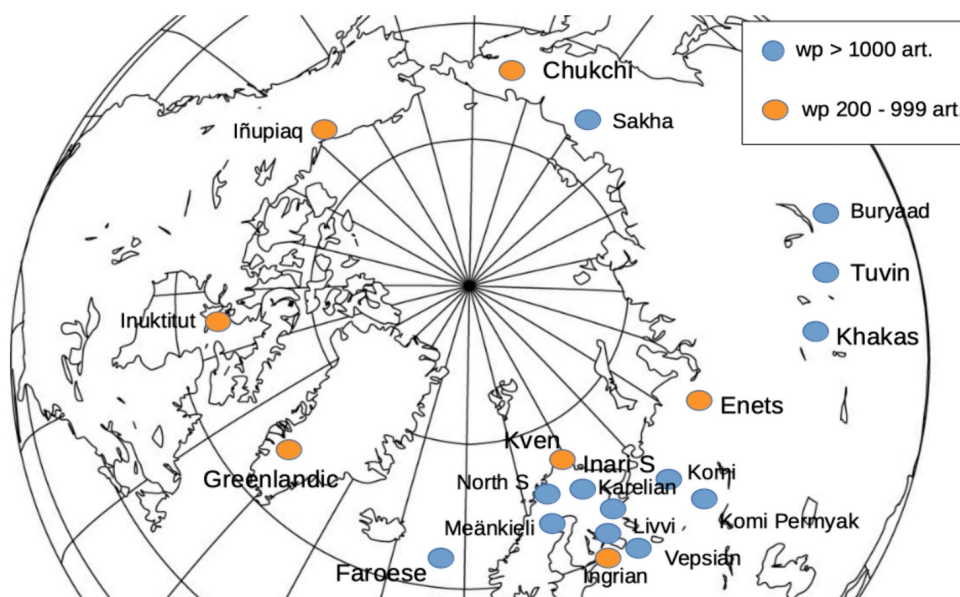 wp > 1000 art.
Chukchi
wp 200 - 999 art.
Sakha
Iñupiaq
Buryaad
Tuvin
Inuktitut
Khakas
Enets
Kven
Inari S
Greenlandic
North S
Karelian
Komi
Komi Permyak
Meänkieli
Livvi
Vepsian
Faroese
Ingrian